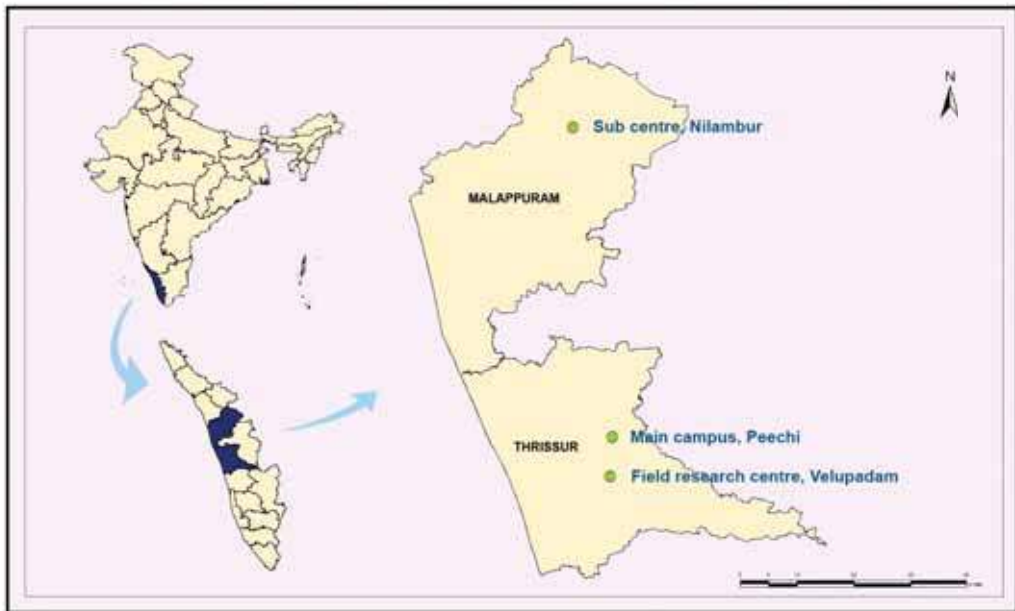 N
Sub centre, Nilambur
MALAPPURAM
Main campus, Peechi
THRISSUR
Field research centre, Velupadam